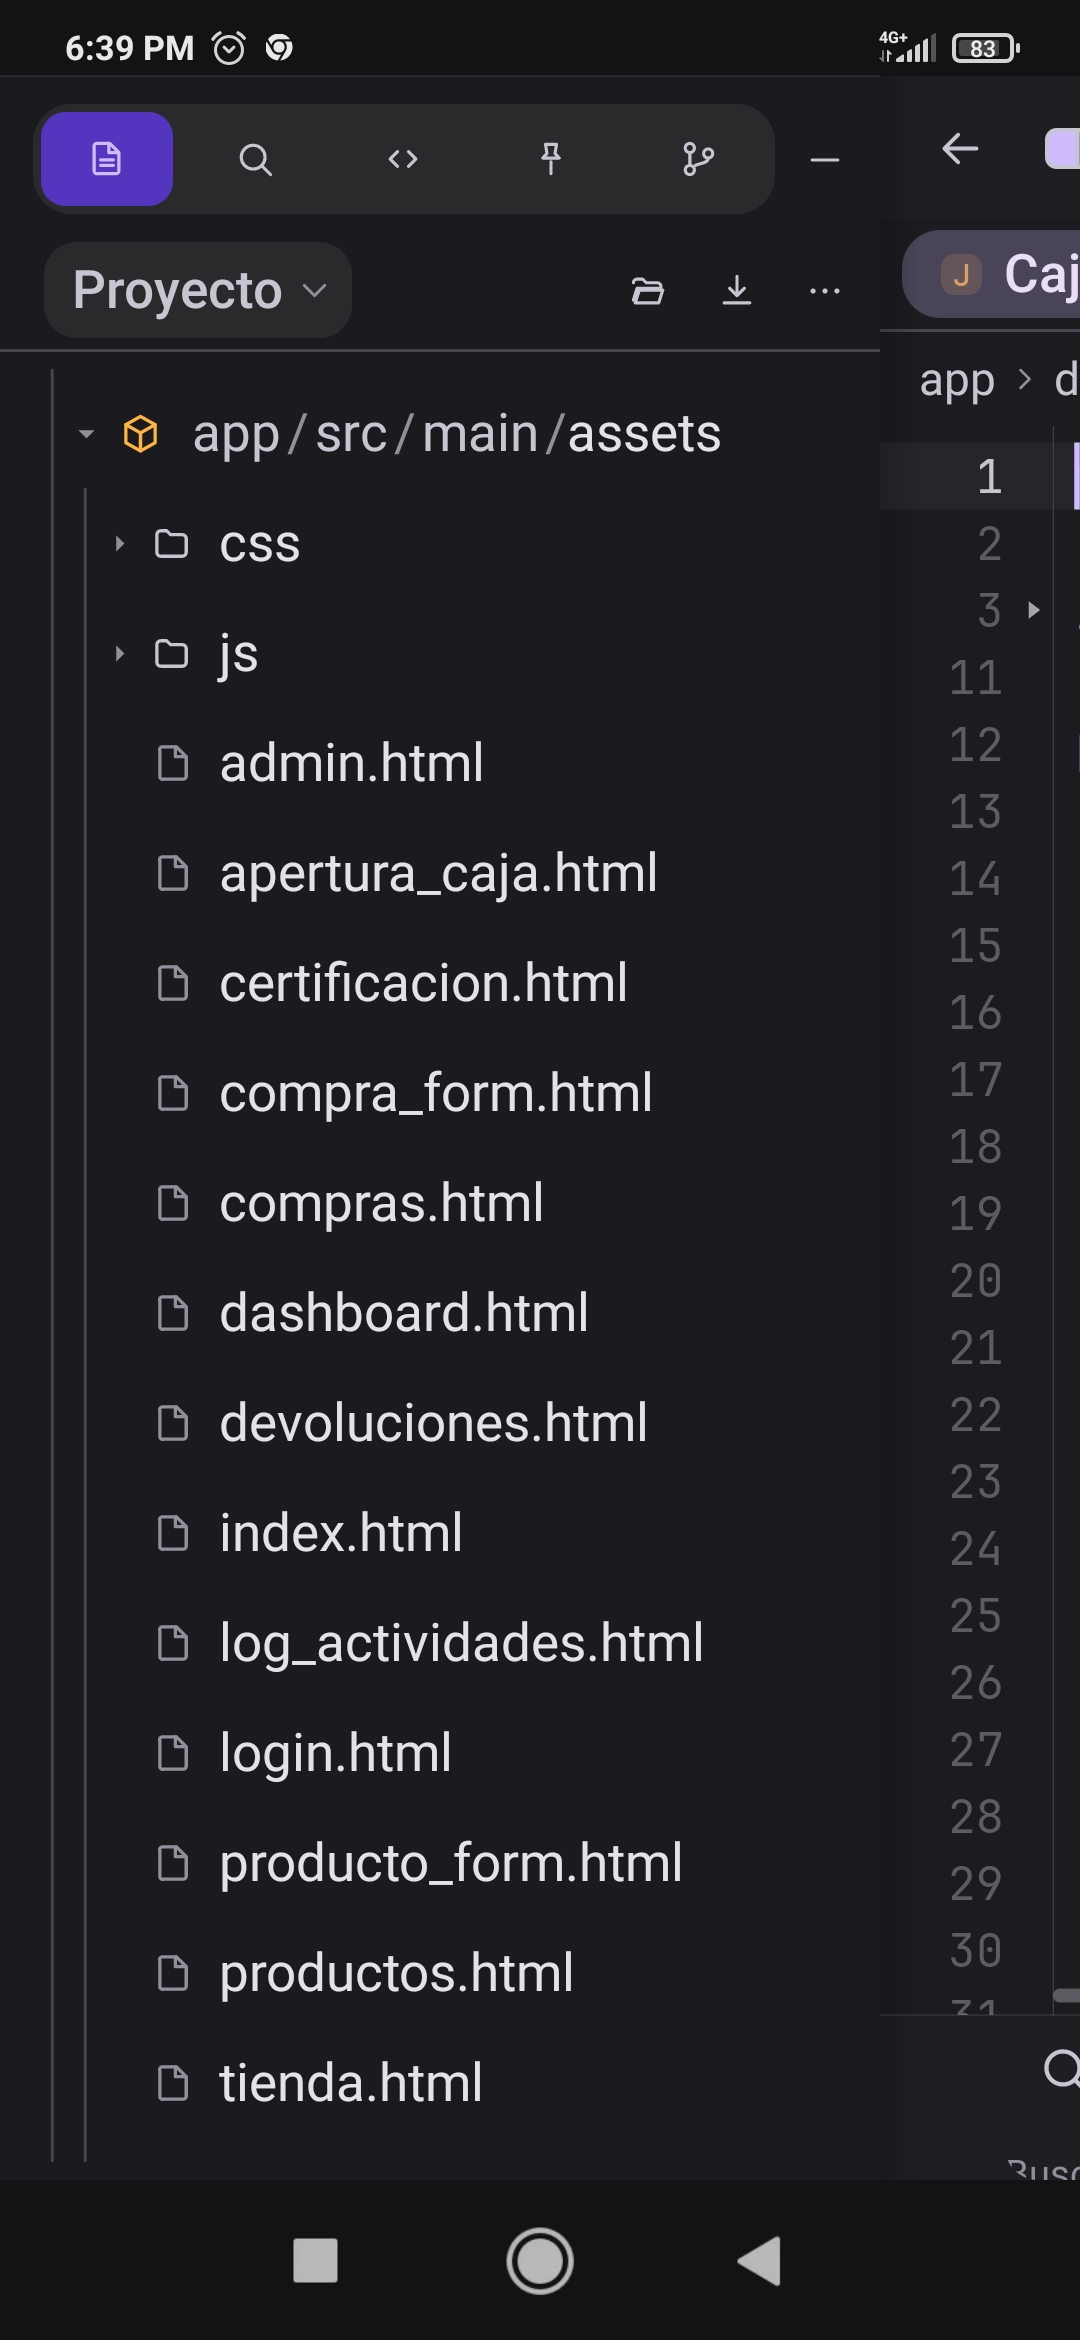 6:39 PM 4G+ 83
Proyecto
J Caj
app/src/main/assets
app > d
css
js
admin.html
apertura_caja.html
certificacion.html
compra_form.html
compras.html
dashboard.html
devoluciones.html
index.html
log_actividades.html
login.html
producto_form.html
productos.html
tienda.html
1
2
3
11
12
13
14
15
16
17
18
19
20
21
22
23
24
25
26
27
28
29
30
31